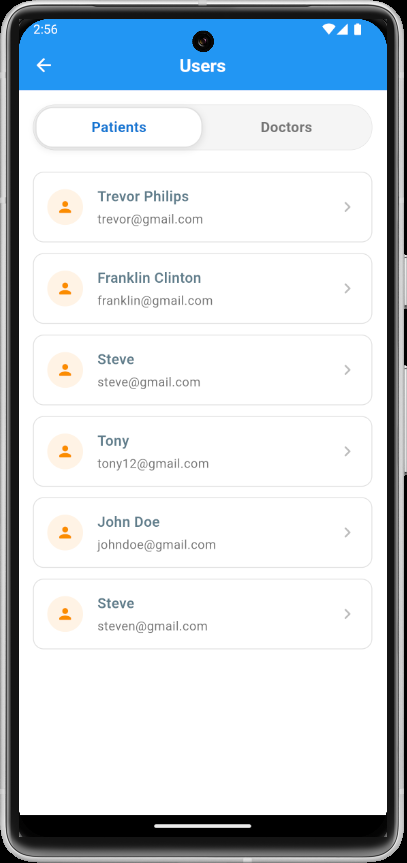 2:56
Users
Patients
Doctors
Trevor Philips
trevor@gmail.com
Franklin Clinton
franklin@gmail.com
Steve
steve@gmail.com
Tony
tony12@gmail.com
John Doe
johndoe@gmail.com
Steve
steven@gmail.com